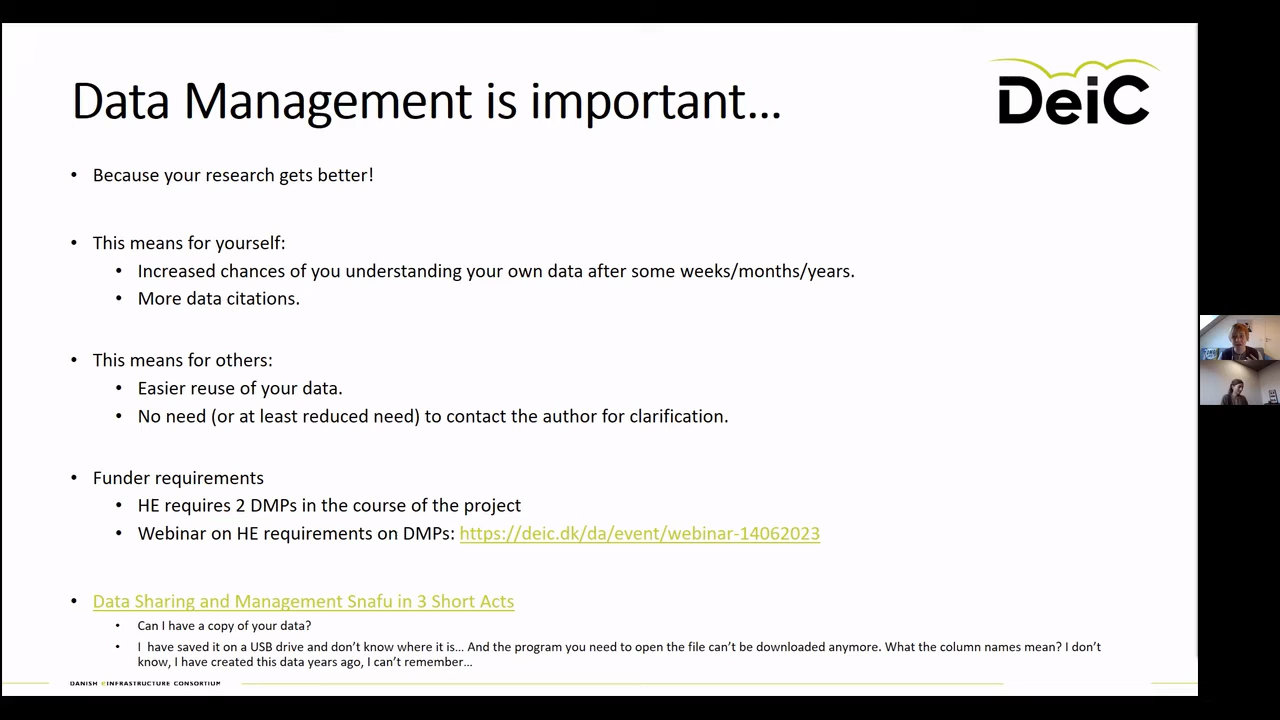 Data Management is important...
DeiC
• Because your research gets better!
• This means for yourself:
• Increased chances of you understanding your own data after some weeks/months/years.
• More data citations.
• This means for others:
• Easier reuse of your data.
• No need (or at least reduced need) to contact the author for clarification.
• Funder requirements
• HE requires 2 DMPs in the course of the project
• Webinar on HE requirements on DMPs: https://deic.dk/da/event/webinar-14062023
• Data Sharing and Management Snafu in 3 Short Acts
• Can I have a copy of your data?
• I have saved it on a USB drive and don't know where it is... And the program you need to open the file can't be downloaded anymore. What the column names mean? I don't
know, I have created this data years ago, I can't remember...
DANISH EINFRASTRUCTURE CONSORTIUM